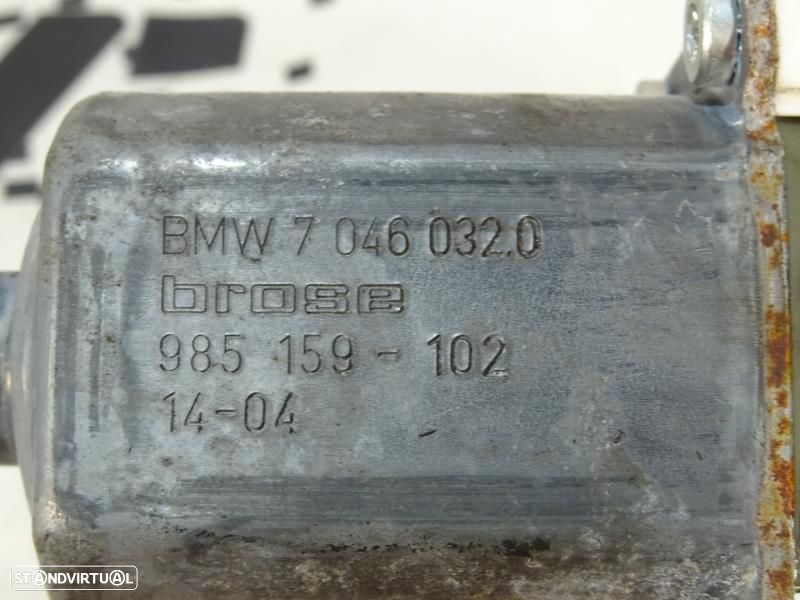 BMW 7 046 032.0
brose
985 159 - 102
14-04
STANDVIRTUAL